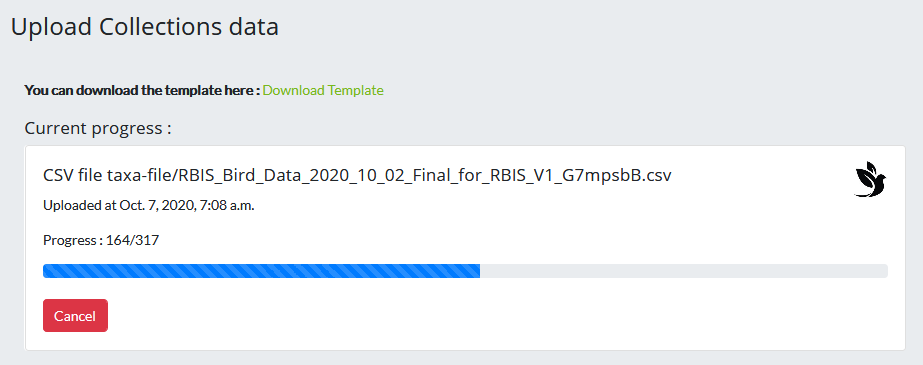 Upload Collections data
You can download the template here : Download Template
Current progress :
CSV file taxa-file/RBIS_Bird_Data_2020_10_02_Final_for_RBIS_V1_G7mpsbB.csv
Uploaded at Oct. 7, 2020, 7:08 a.m.
Progress : 164/317
Cancel